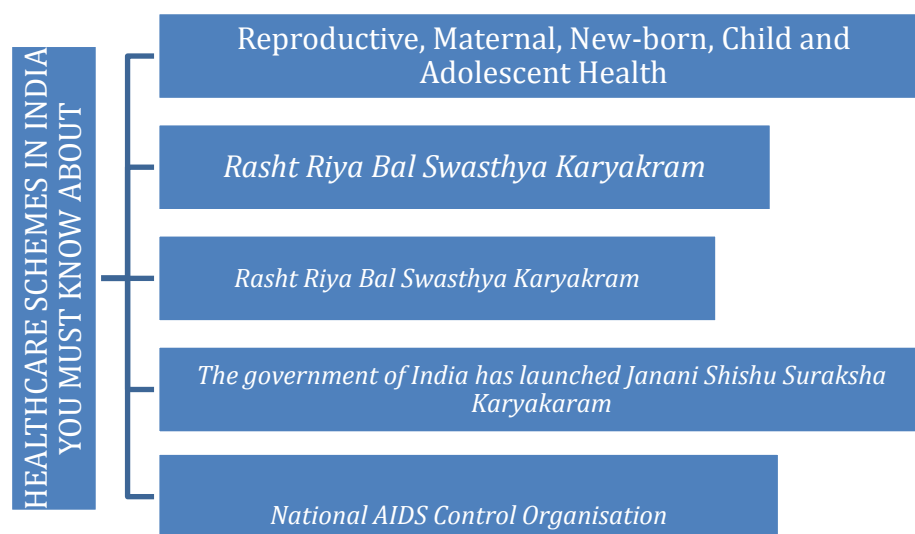 HEALTHCARE SCHEMES IN INDIA
YOU MUST KNOW ABOUT
Reproductive, Maternal, New-born, Child and
Adolescent Health
Rasht Riya Bal Swasthya Karyakram
Rasht Riya Bal Swasthya Karyakram
The government of India has launched Janani Shishu Suraksha
Karyakaram
National AIDS Control Organisation